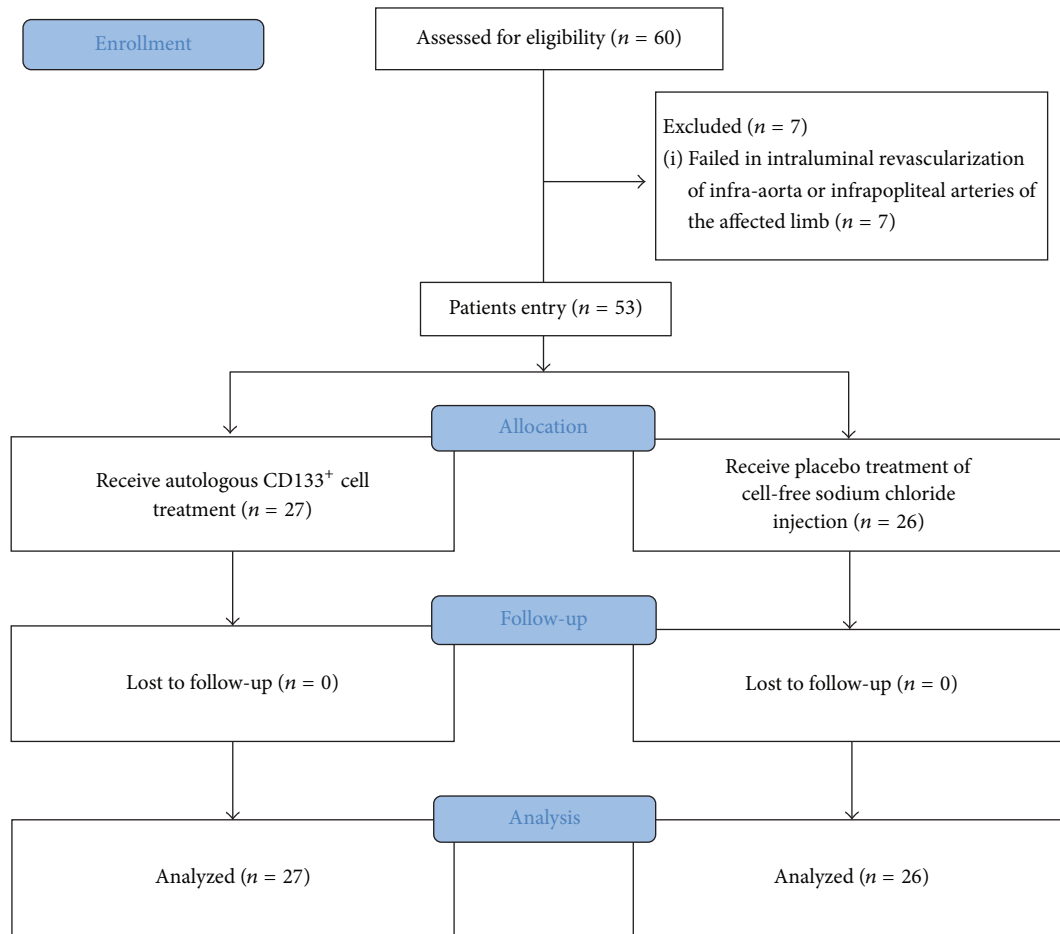 Enrollment
Assessed for eligibility (n = 60)
Excluded (n = 7)
(i) Failed in intraluminal revascularization
of infra-aorta or infrapopliteal arteries of
the affected limb (n = 7)
Patients entry (n = 53)
Allocation
Receive autologous CD133⁺ cell
treatment (n = 27)
Receive placebo treatment of
cell-free sodium chloride
injection (n = 26)
Follow-up
Lost to follow-up (n = 0)
Lost to follow-up (n = 0)
Analysis
Analyzed (n = 27)
Analyzed (n = 26)